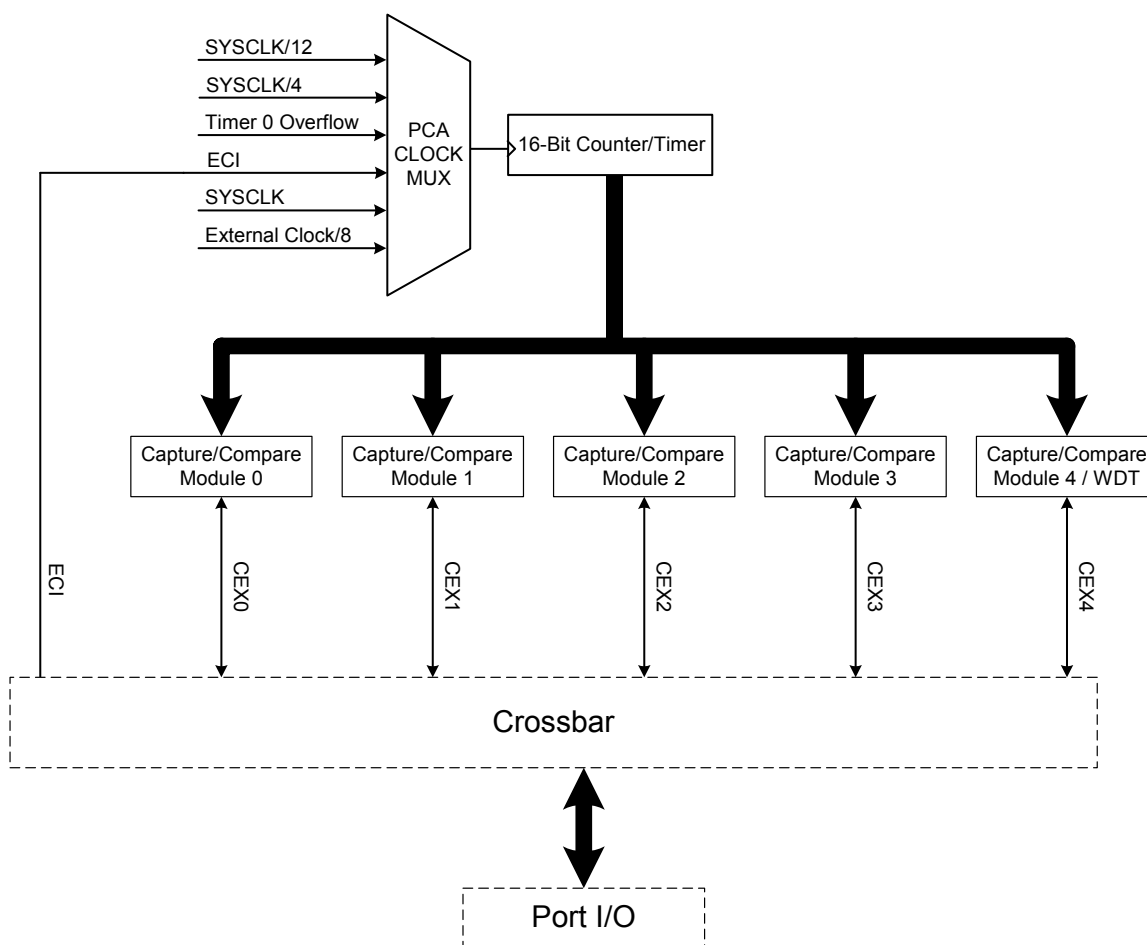 SYSCLK/12
SYSCLK/4
Timer 0 Overflow
ECI
SYSCLK
External Clock/8
PCA
CLOCK
MUX
16-Bit Counter/Timer
Capture/Compare
Module 0
Capture/Compare
Module 1
Capture/Compare
Module 2
Capture/Compare
Module 3
Capture/Compare
Module 4 / WDT
ECI
CEX0
CEX1
CEX2
CEX3
CEX4
Crossbar
Port I/O